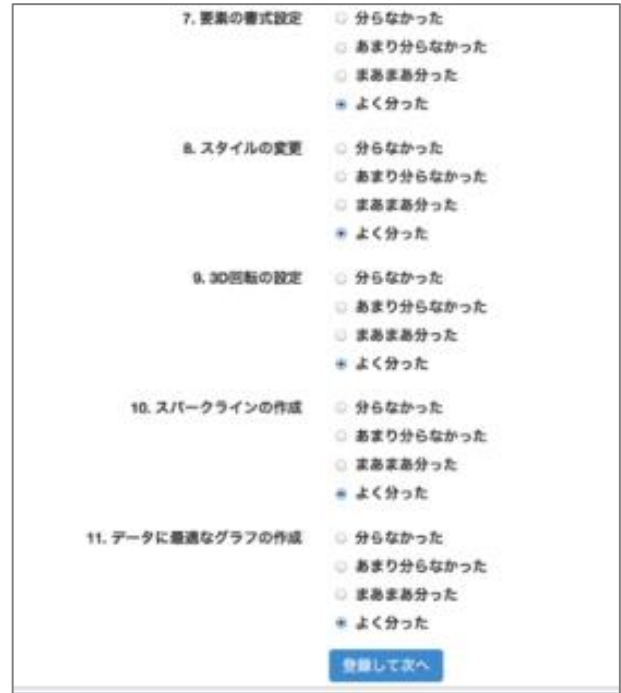 7. 要素の書式設定 分らなかった
あまり分らなかった
まあまあ分った
よく分った
8. スタイルの変更 分らなかった
あまり分らなかった
まあまあ分った
よく分った
9. 3D回転の設定 分らなかった
あまり分らなかった
まあまあ分った
よく分った
10. スパークラインの作成 分らなかった
あまり分らなかった
まあまあ分った
よく分った
11. データに最適なグラフの作成 分らなかった
あまり分らなかった
まあまあ分った
よく分った
登録して次へ